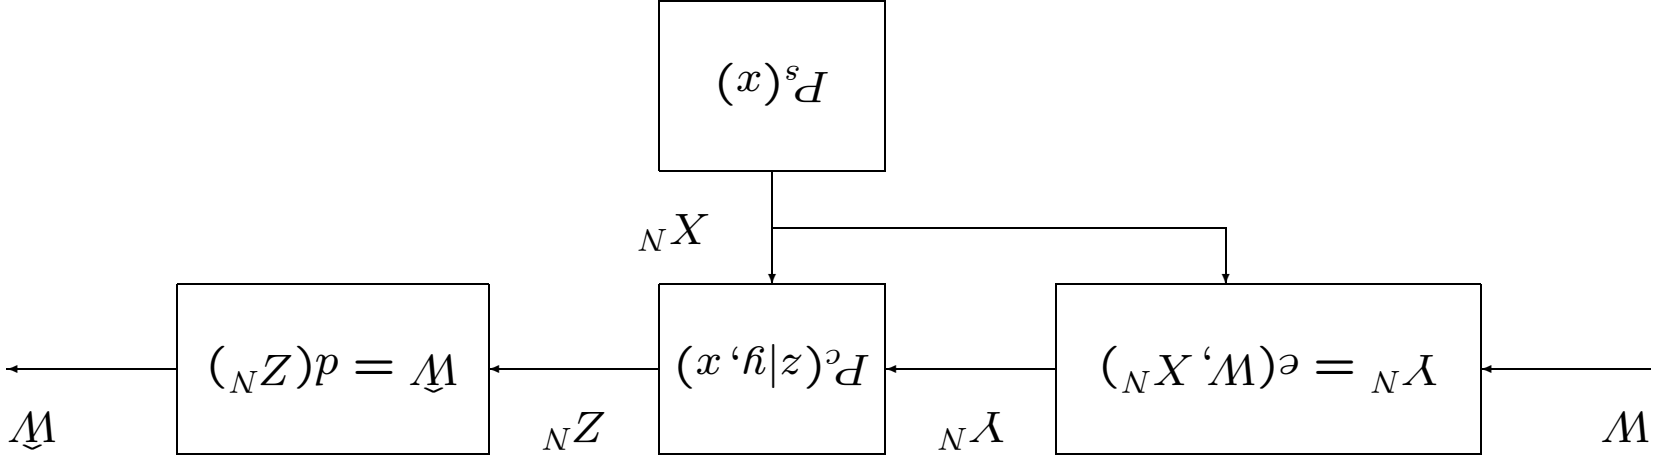 W
Y^N
Z^N
Ŵ
Y^N = e(W, X^N)
P_c(z|y, x)
Ŵ = d(Z^N)
X^N
P_s(x)